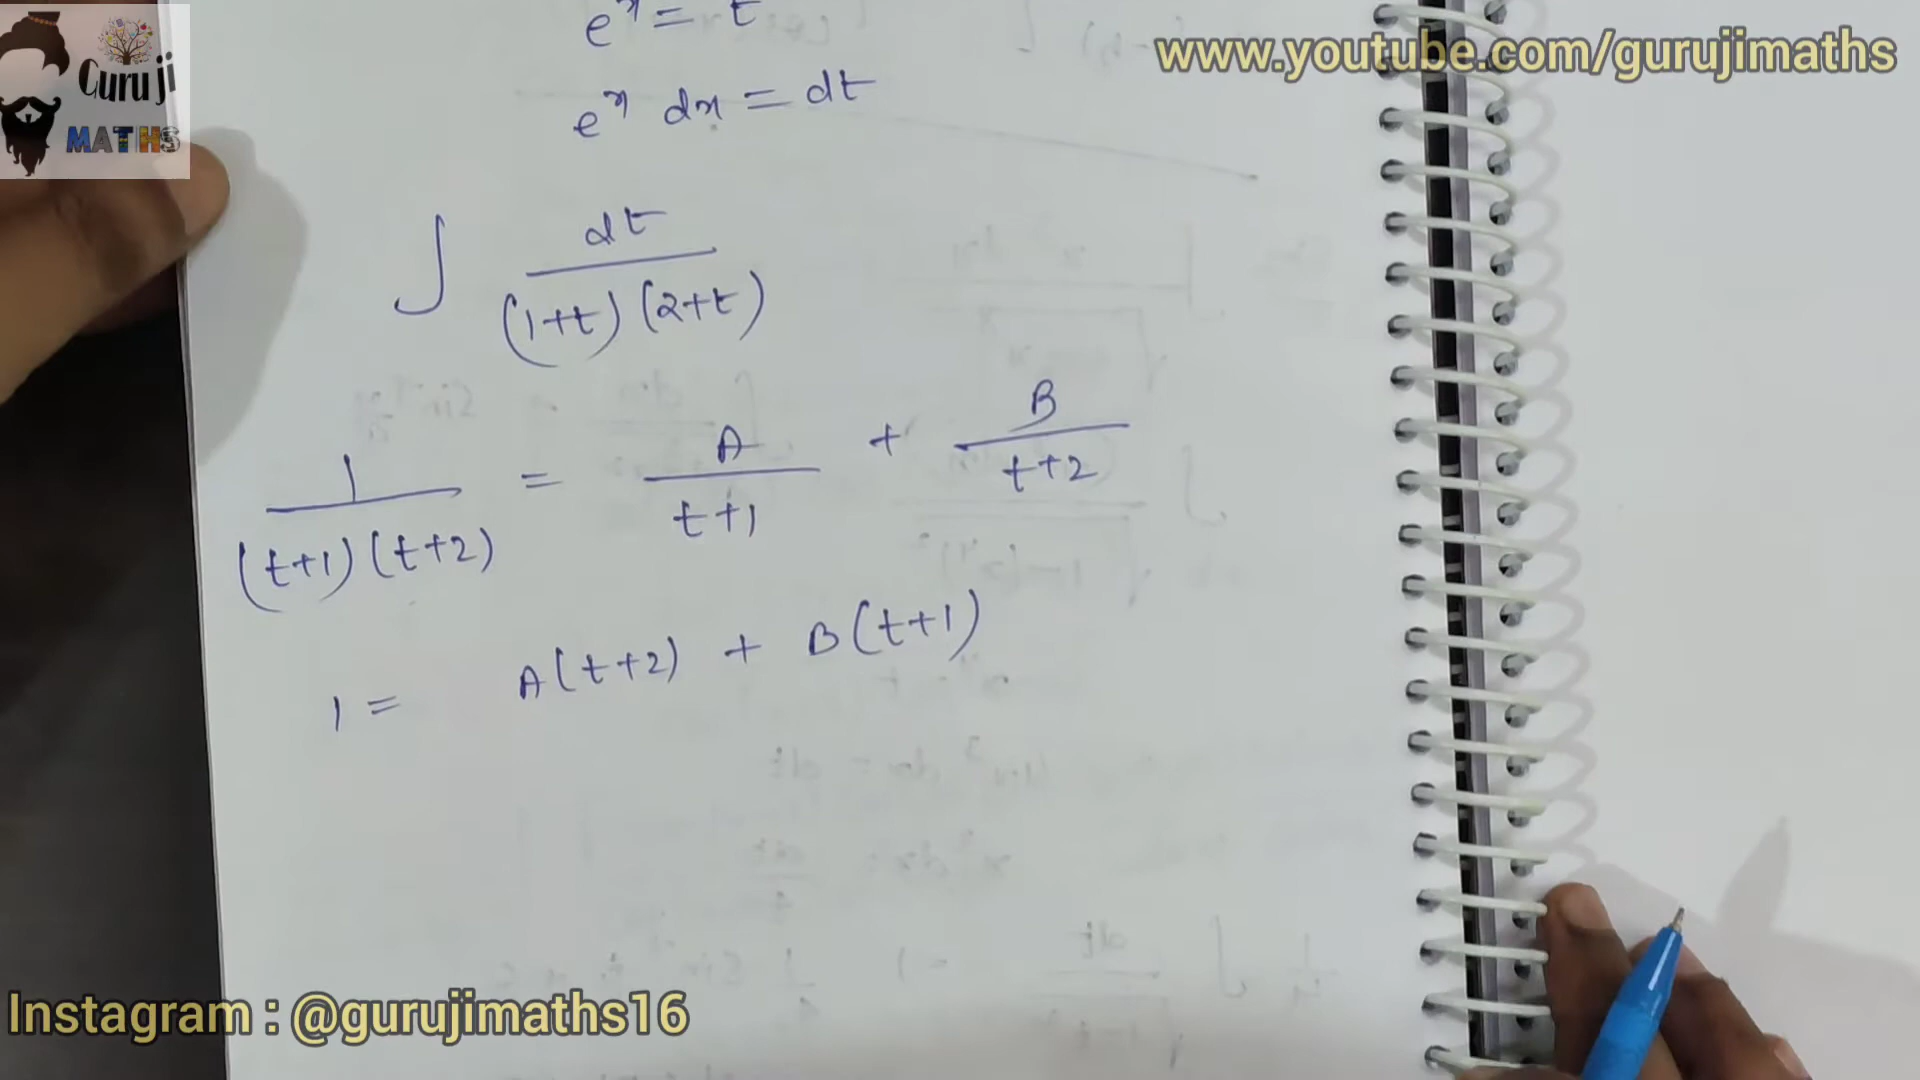 Guru ji
MATHS
www.youtube.com/gurujimaths
e^x = t
e^x dx = dt
∫ dt / (1+t)(2+t)
1 / (t+1)(t+2) = A / t+1 + B / t+2
1 = A(t+2) + B(t+1)
Instagram : @gurujimaths16